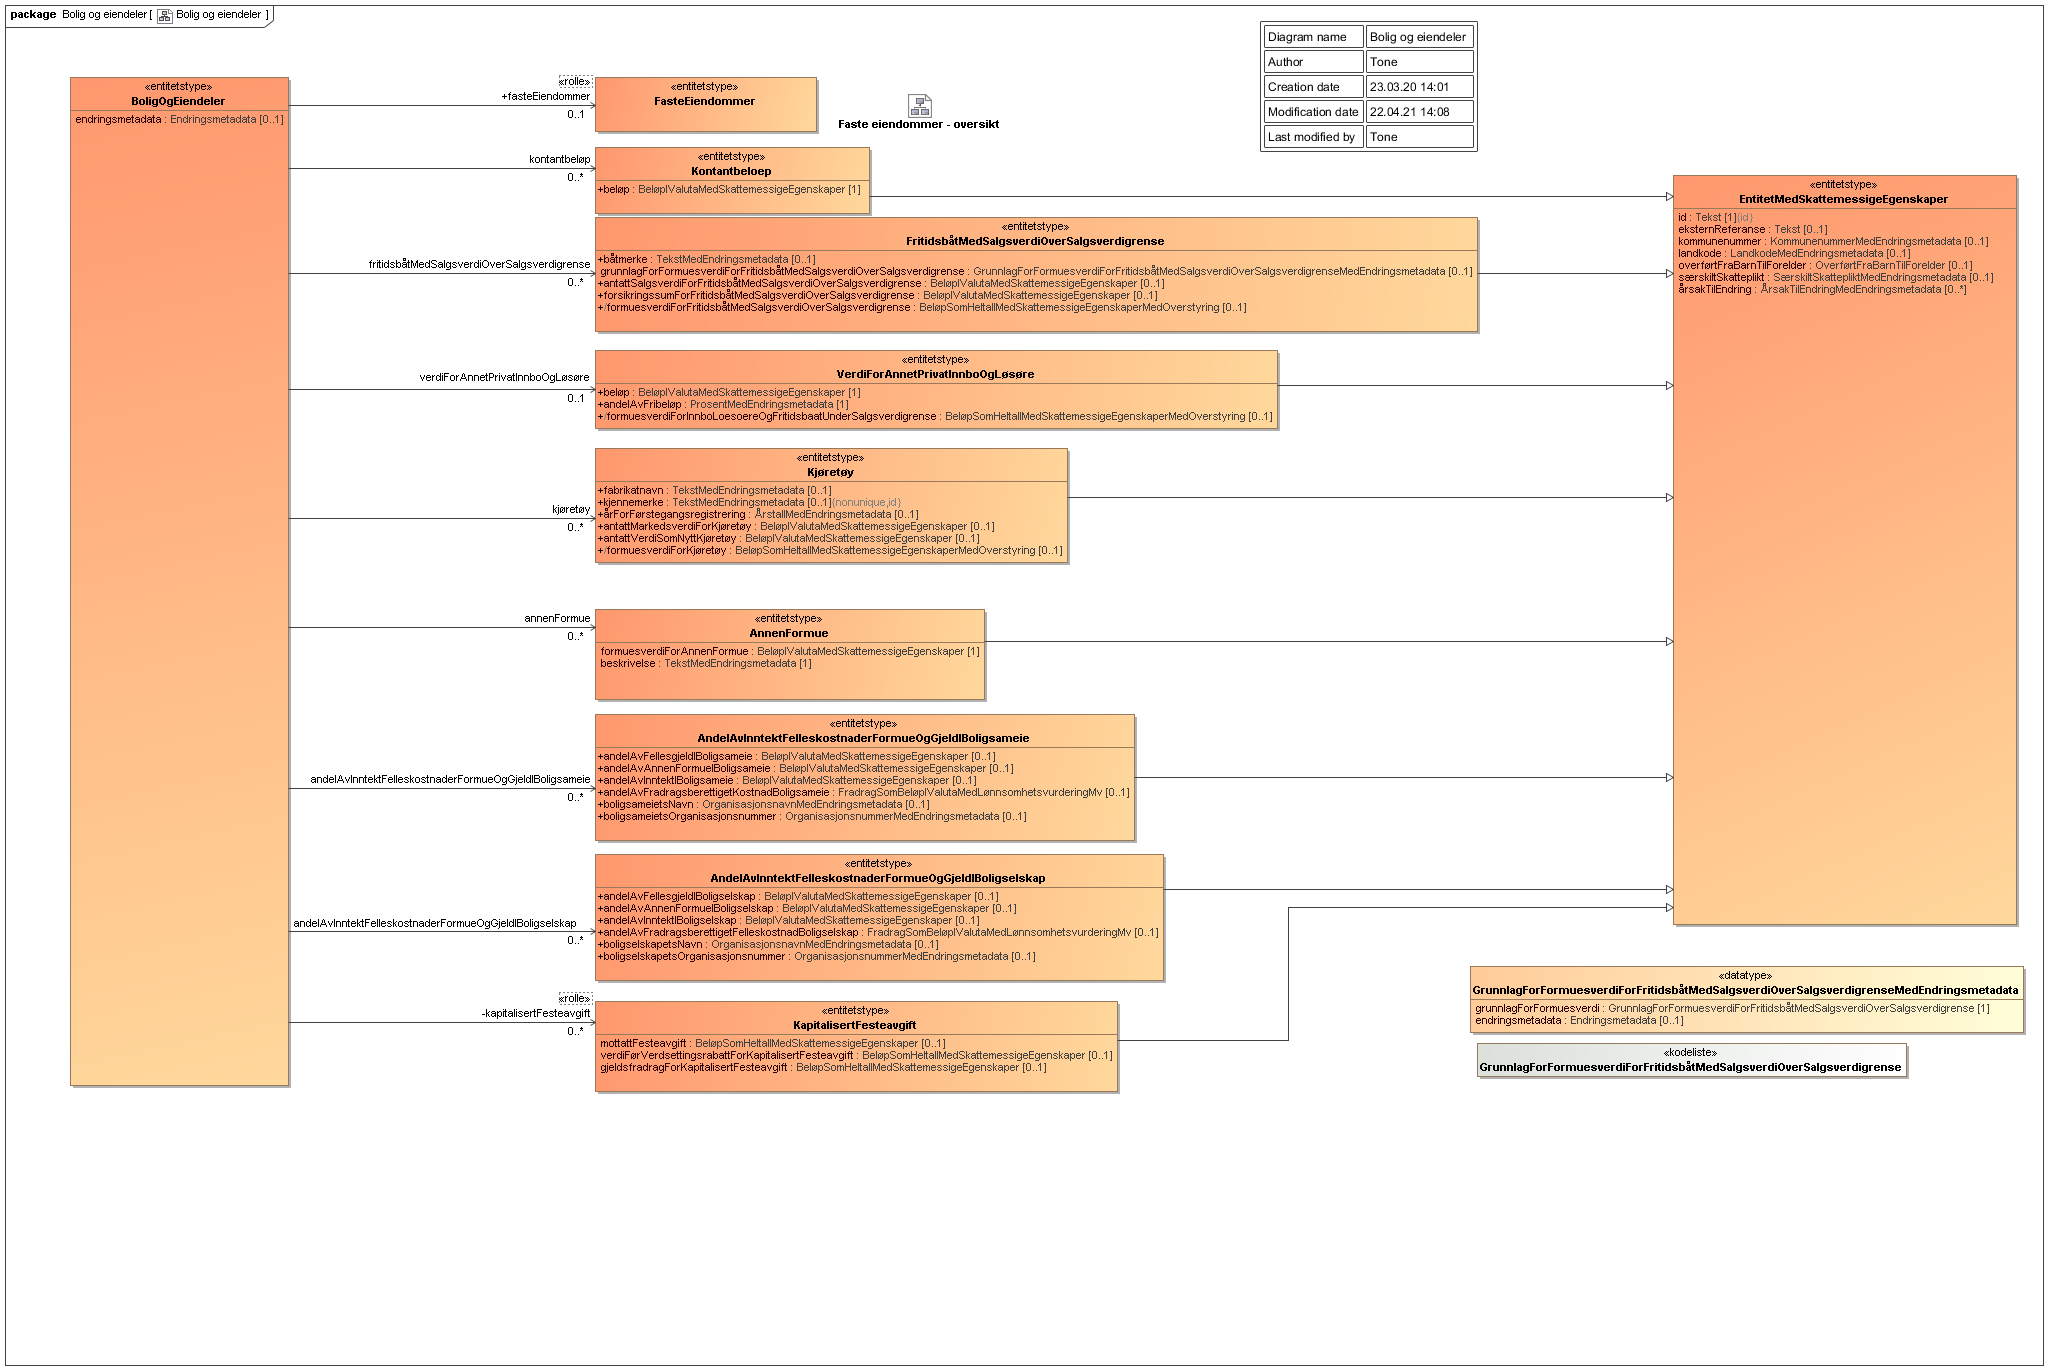 package Bolig og eiendeler [ Bolig og eiendeler ]
Diagram name Bolig og eiendeler
Author Tone
Creation date 23.03.20 14:01
Modification date 22.04.21 14:08
Last modified by Tone
«entitetstype»
BoligOgEiendeler
endringsmetadata : Endringsmetadata [0..1]
«rolle»
+fasteEiendommer
0..1
«entitetstype»
FasteEiendommer
Faste eiendommer - oversikt
kontantbeløp
0..*
«entitetstype»
Kontantbeloep
+beløp : BeløpIValutaMedSkattemessigeEgenskaper [1]
«entitetstype»
EntitetMedSkattemessigeEgenskaper
id : Tekst [1]{id}
eksternReferanse : Tekst [0..1]
kommunenummer : KommunenummerMedEndringsmetadata [0..1]
landkode : LandkodeMedEndringsmetadata [0..1]
overførtFraBarnTilForelder : OverførtFraBarnTilForelder [0..1]
særskiltSkatteplikt : SærskiltSkattepliktMedEndringsmetadata [0..1]
årsakTilEndring : ÅrsakTilEndringMedEndringsmetadata [0..*]
fritidsbåtMedSalgsverdiOverSalgsverdigrense
0..*
«entitetstype»
FritidsbåtMedSalgsverdiOverSalgsverdigrense
+båtmerke : TekstMedEndringsmetadata [0..1]
grunnlagForFormuesverdiForFritidsbåtMedSalgsverdiOverSalgsverdigrense : GrunnlagForFormuesverdiForFritidsbåtMedSalgsverdiOverSalgsverdigrenseMedEndringsmetadata [0..1]
+antattSalgsverdiForFritidsbåtMedSalgsverdiOverSalgsverdigrense : BeløpIValutaMedSkattemessigeEgenskaper [0..1]
+forsikringssumForFritidsbåtMedSalgsverdiOverSalgsverdigrense : BeløpIValutaMedSkattemessigeEgenskaper [0..1]
+/formuesverdiForFritidsbåtMedSalgsverdiOverSalgsverdigrense : BeløpSomHeltallMedSkattemessigeEgenskaperMedOverstyring [0..1]
verdiForAnnetPrivatInnboOgLøsøre
0..1
«entitetstype»
VerdiForAnnetPrivatInnboOgLøsøre
+beløp : BeløpIValutaMedSkattemessigeEgenskaper [1]
+andelAvFribeløp : ProsentMedEndringsmetadata [1]
+/formuesverdiForInnboLoesoereOgFritidsbaatUnderSalgsverdigrense : BeløpSomHeltallMedSkattemessigeEgenskaperMedOverstyring [0..1]
kjøretøy
0..*
«entitetstype»
Kjøretøy
+fabrikatnavn : TekstMedEndringsmetadata [0..1]
+kjennemerke : TekstMedEndringsmetadata [0..1]{nonunique,id}
+årForFørstegangsregistrering : ÅrstallMedEndringsmetadata [0..1]
+antattMarkedsverdiForKjøretøy : BeløpIValutaMedSkattemessigeEgenskaper [0..1]
+antattVerdiSomNyttKjøretøy : BeløpIValutaMedSkattemessigeEgenskaper [0..1]
+/formuesverdiForKjøretøy : BeløpSomHeltallMedSkattemessigeEgenskaperMedOverstyring [0..1]
annenFormue
0..*
«entitetstype»
AnnenFormue
formuesverdiForAnnenFormue : BeløpIValutaMedSkattemessigeEgenskaper [1]
beskrivelse : TekstMedEndringsmetadata [1]
andelAvInntektFelleskostnaderFormueOgGjeldIBoligsameie
0..*
«entitetstype»
AndelAvInntektFelleskostnaderFormueOgGjeldIBoligsameie
+andelAvFellesgjeldIBoligsameie : BeløpIValutaMedSkattemessigeEgenskaper [0..1]
+andelAvAnnenFormueIBoligsameie : BeløpIValutaMedSkattemessigeEgenskaper [0..1]
+andelAvInntektIBoligsameie : BeløpIValutaMedSkattemessigeEgenskaper [0..1]
+andelAvFradragsberettigetKostnadBoligsameie : FradragSomBeløpIValutaMedLønnsomhetsvurderingMv [0..1]
+boligsameietsNavn : OrganisasjonsnavnMedEndringsmetadata [0..1]
+boligsameietsOrganisasjonsnummer : OrganisasjonsnummerMedEndringsmetadata [0..1]
andelAvInntektFelleskostnaderFormueOgGjeldIBoligselskap
0..*
«entitetstype»
AndelAvInntektFelleskostnaderFormueOgGjeldIBoligselskap
+andelAvFellesgjeldIBoligselskap : BeløpIValutaMedSkattemessigeEgenskaper [0..1]
+andelAvAnnenFormueIBoligselskap : BeløpIValutaMedSkattemessigeEgenskaper [0..1]
+andelAvInntektIBoligselskap : BeløpIValutaMedSkattemessigeEgenskaper [0..1]
+andelAvFradragsberettigetFelleskostnadBoligselskap : FradragSomBeløpIValutaMedLønnsomhetsvurderingMv [0..1]
+boligselskapetsNavn : OrganisasjonsnavnMedEndringsmetadata [0..1]
+boligselskapetsOrganisasjonsnummer : OrganisasjonsnummerMedEndringsmetadata [0..1]
«rolle»
-kapitalisertFesteavgift
0..*
«entitetstype»
KapitalisertFesteavgift
mottattFesteavgift : BeløpSomHeltallMedSkattemessigeEgenskaper [0..1]
verdiFørVerdsettingsrabattForKapitalisertFesteavgift : BeløpSomHeltallMedSkattemessigeEgenskaper [0..1]
gjeldsfradragForKapitalisertFesteavgift : BeløpSomHeltallMedSkattemessigeEgenskaper [0..1]
«datatype»
GrunnlagForFormuesverdiForFritidsbåtMedSalgsverdiOverSalgsverdigrenseMedEndringsmetadata
grunnlagForFormuesverdi : GrunnlagForFormuesverdiForFritidsbåtMedSalgsverdiOverSalgsverdigrense [1]
endringsmetadata : Endringsmetadata [0..1]
«kodeliste»
GrunnlagForFormuesverdiForFritidsbåtMedSalgsverdiOverSalgsverdigrense